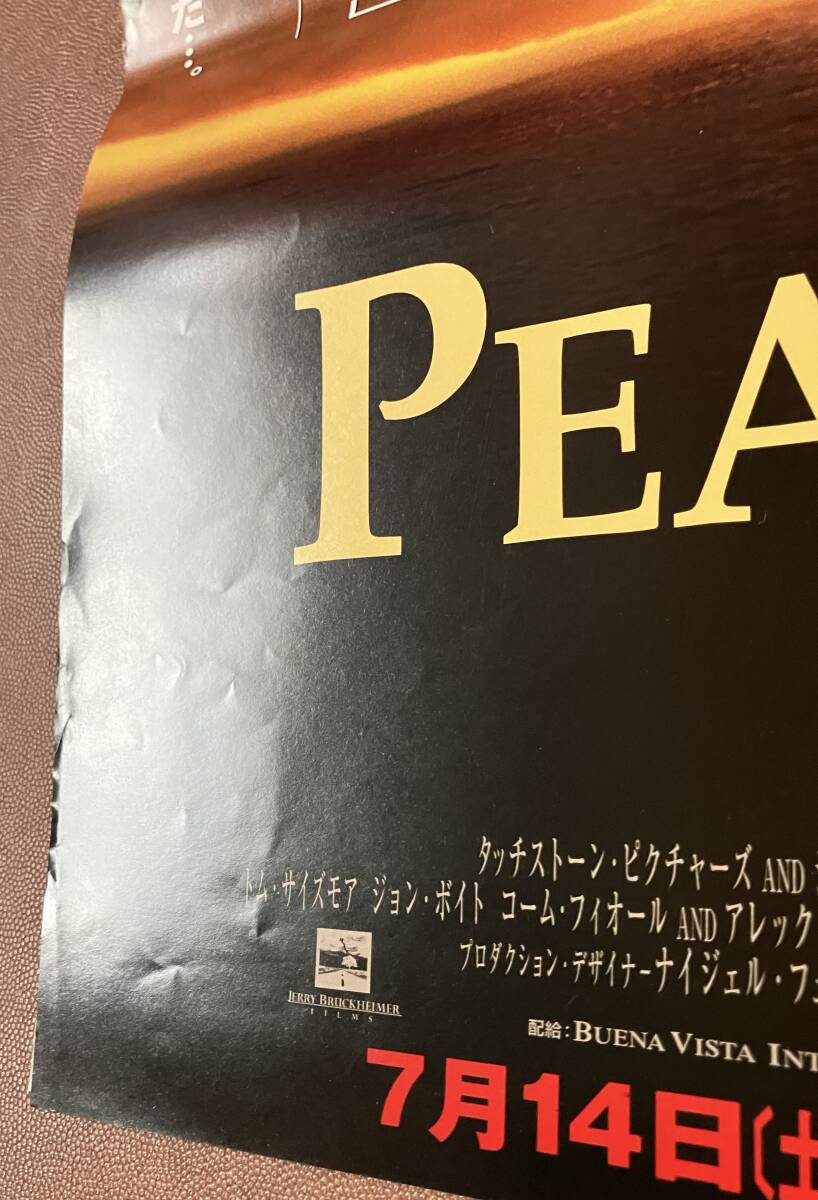 た…。
PEA
タッチストーン・ピクチャーズ AND
トム・サイズモア ジョン・ボイト コーム・フィオール AND アレック
プロダクション・デザイナーナイジェル・フ
JERRY BRUCKHEIMER
FILMS
配給:BUENA VISTA INT
7月14日(土